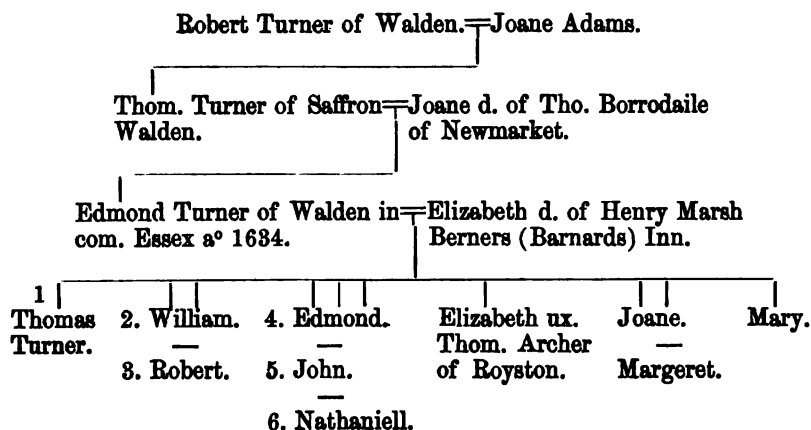 Robert Turner of Walden.=Joane Adams.
Thom. Turner of Saffron=Joane d. of Tho. Borrodaile
Walden. of Newmarket.
Edmond Turner of Walden in=Elizabeth d. of Henry Marsh
com. Essex aº 1634. Berners (Barnards) Inn.
1
Thomas
Turner.
2. William.
3. Robert.
4. Edmond.
5. John.
6. Nathaniell.
Elizabeth ux.
Thom. Archer
of Royston.
Joane.
Margeret.
Mary.